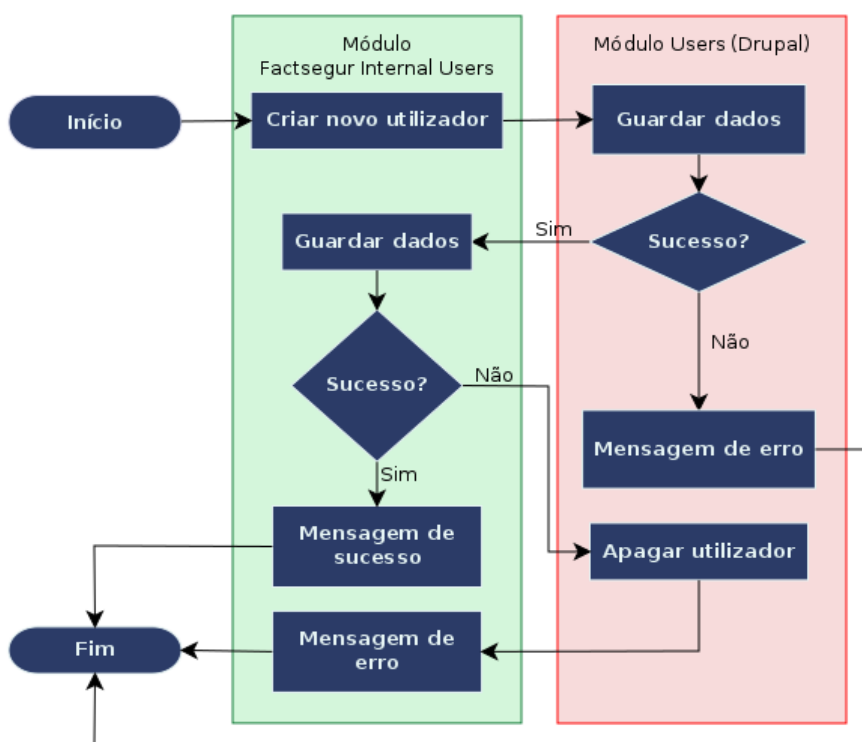 Módulo
Factsegur Internal Users
Módulo Users (Drupal)
Início
Criar novo utilizador
Guardar dados
Sim
Guardar dados
Sucesso?
Não
Sucesso?
Não
Mensagem de erro
Sim
Mensagem de
sucesso
Apagar utilizador
Fim
Mensagem de
erro